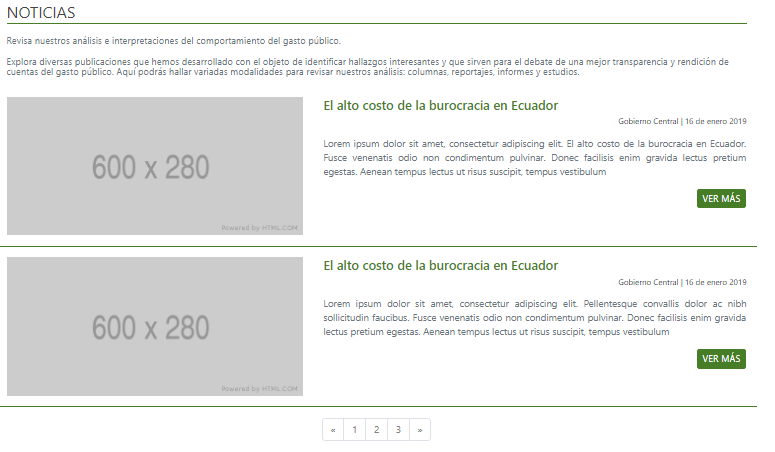 NOTICIAS
Revisa nuestros análisis e interpretaciones del comportamiento del gasto público.
Explora diversas publicaciones que hemos desarrollado con el objeto de identificar hallazgos interesantes y que sirven para el debate de una mejor transparencia y rendición de
cuentas del gasto público. Aquí podrás hallar variadas modalidades para revisar nuestros análisis: columnas, reportajes, informes y estudios.
600 x 280
Powered by HTML.COM
El alto costo de la burocracia en Ecuador
Gobierno Central | 16 de enero 2019
Lorem ipsum dolor sit amet, consectetur adipiscing elit. El alto costo de la burocracia en Ecuador.
Fusce venenatis odio non condimentum pulvinar. Donec facilisis enim gravida lectus pretium
egestas. Aenean tempus lectus ut risus suscipit, tempus vestibulum
VER MÁS
600 x 280
Powered by HTML.COM
El alto costo de la burocracia en Ecuador
Gobierno Central | 16 de enero 2019
Lorem ipsum dolor sit amet, consectetur adipiscing elit. Pellentesque convallis dolor ac nibh
sollicitudin faucibus. Fusce venenatis odio non condimentum pulvinar. Donec facilisis enim gravida
lectus pretium egestas. Aenean tempus lectus ut risus suscipit, tempus vestibulum
VER MÁS
« 1 2 3 »